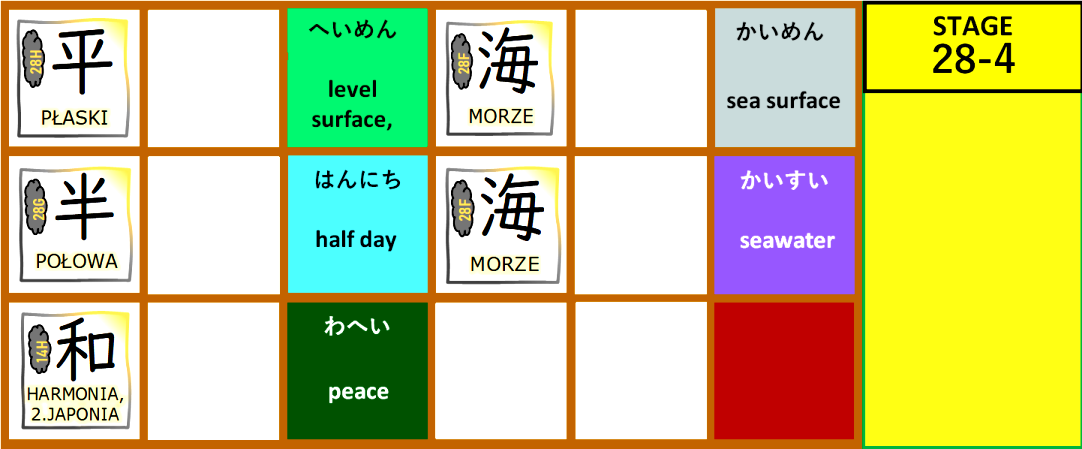 28H
平
PŁASKI
へいめん
level
surface,
28F
海
MORZE
かいめん
sea surface
STAGE
28-4
28G
半
POŁOWA
はんにち
half day
28F
海
MORZE
かいすい
seawater
14H
和
HARMONIA,
2.JAPONIA
わへい
peace